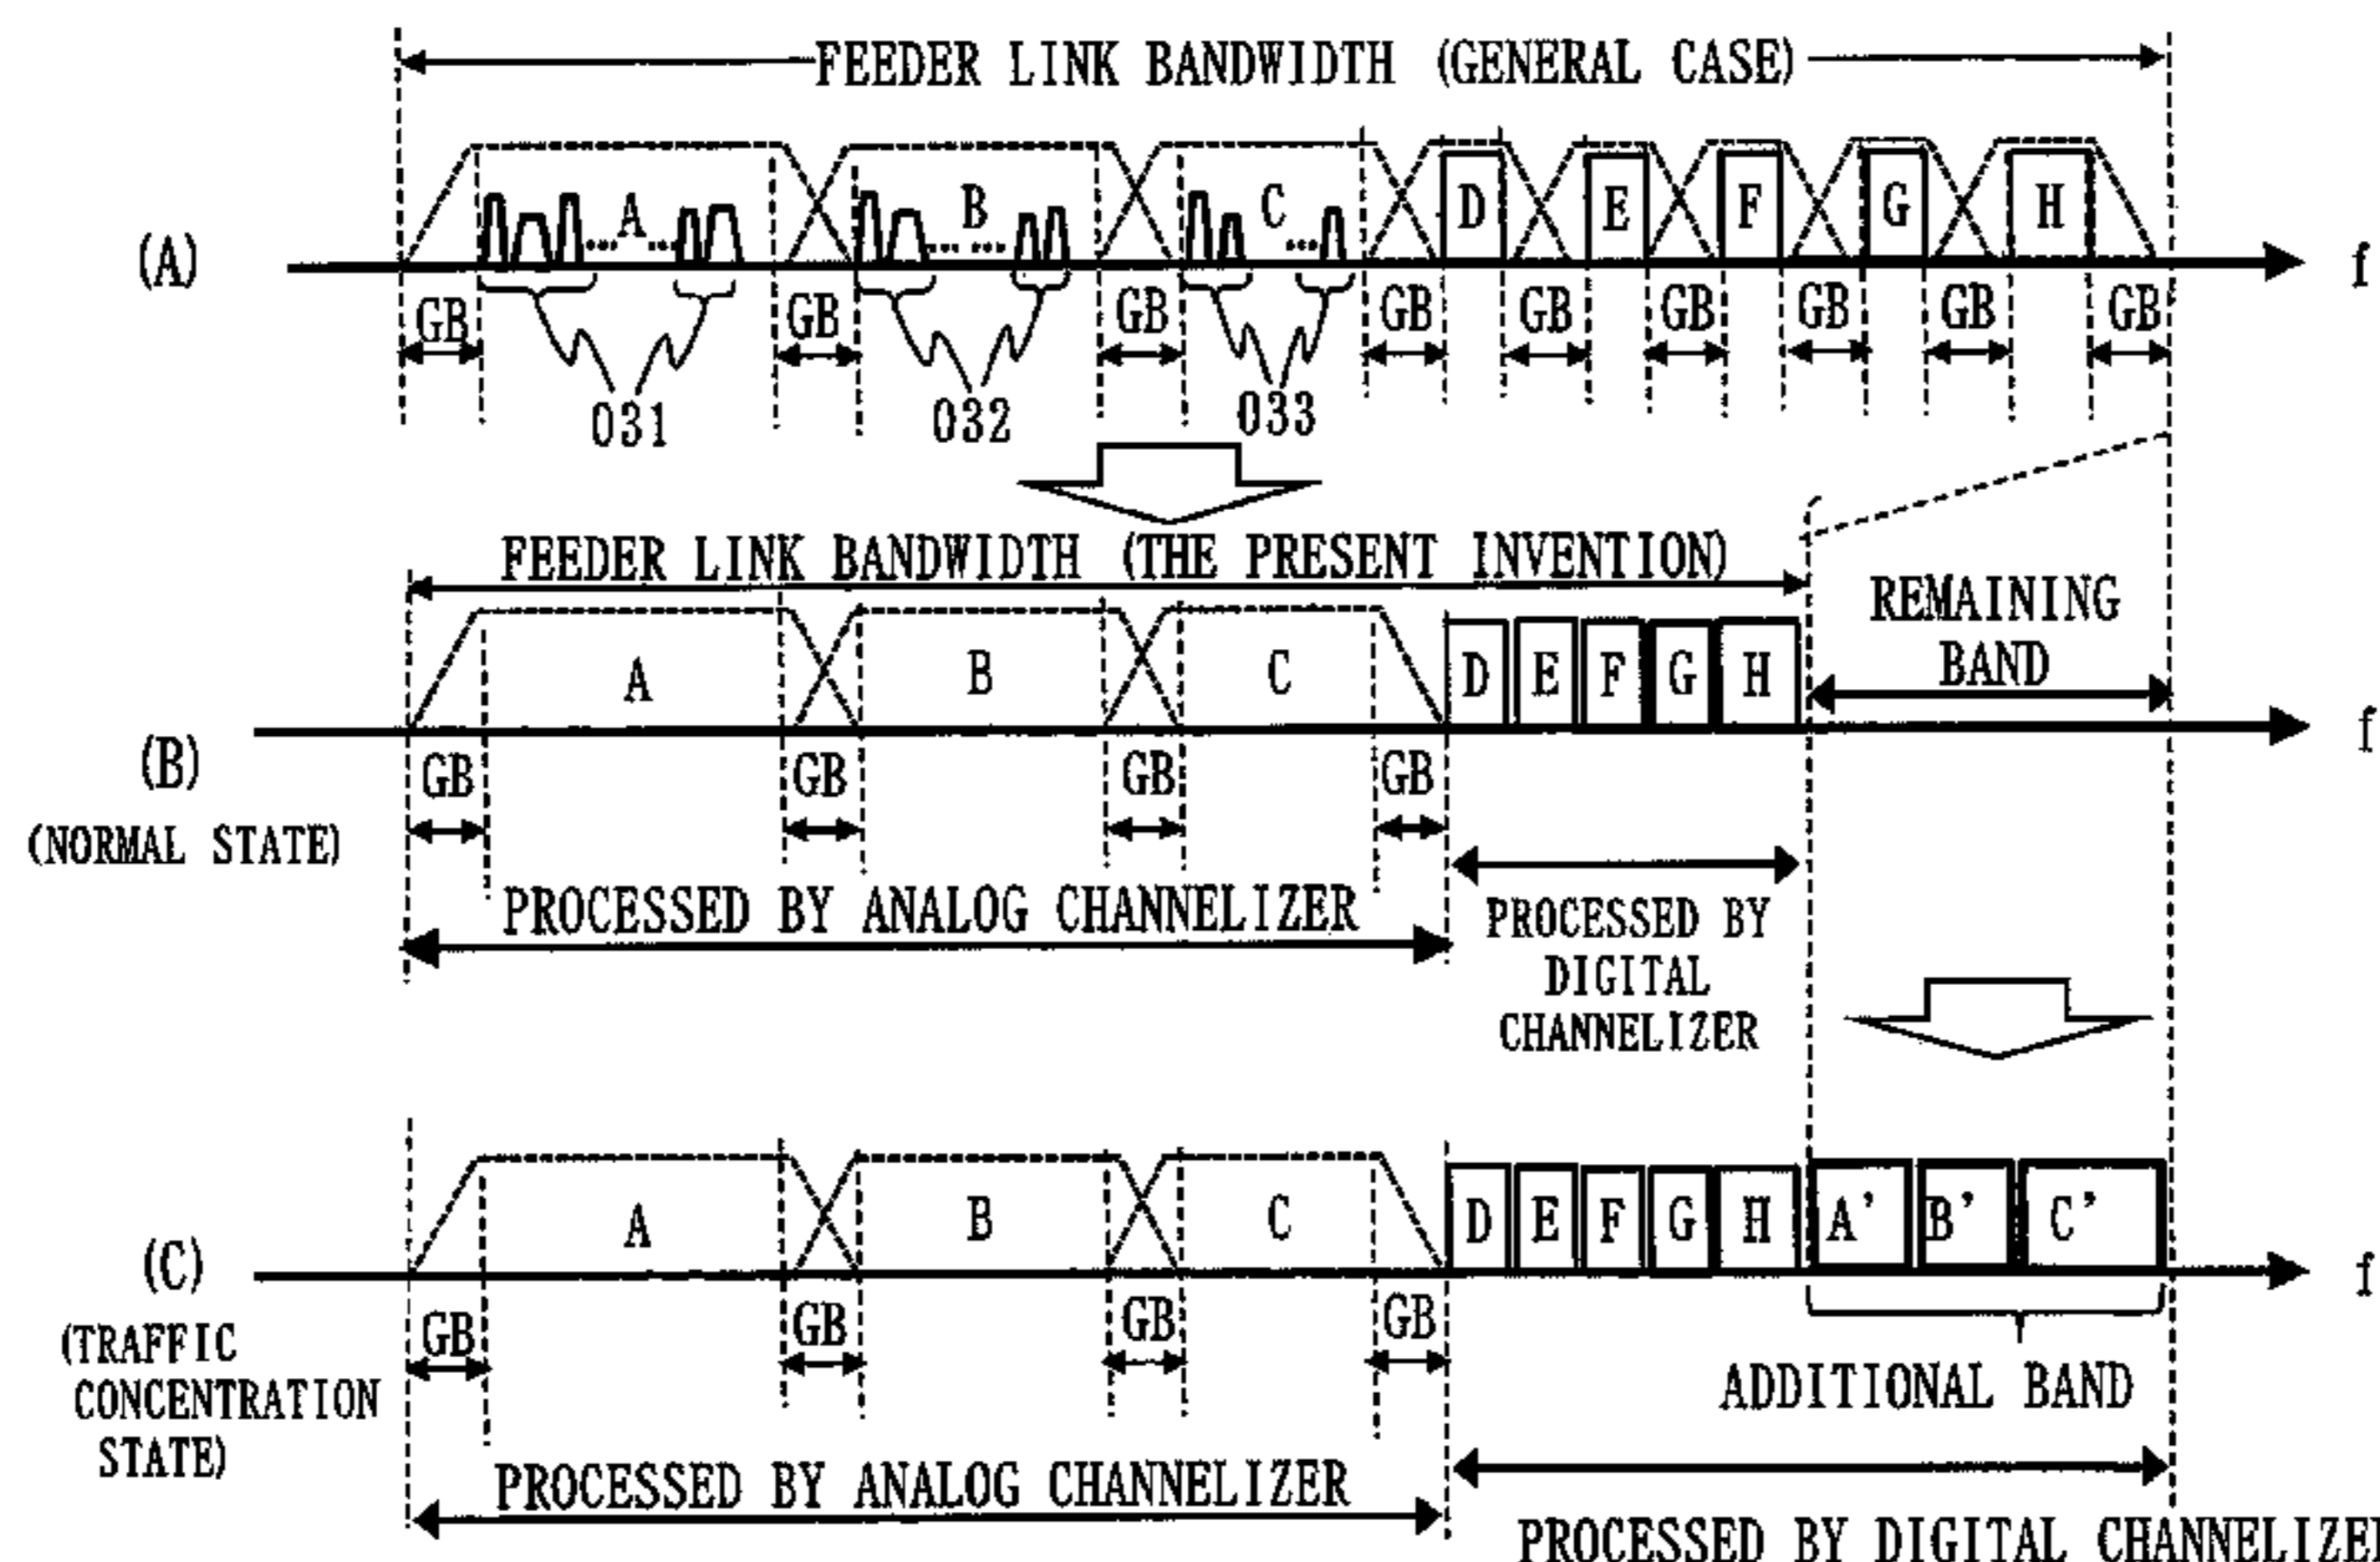 FEEDER LINK BANDWIDTH (GENERAL CASE)
A B C D E F G H
(A) f
GB GB GB GB GB GB GB GB GB
031 032 033
FEEDER LINK BANDWIDTH (THE PRESENT INVENTION)
REMAINING
BAND
A B C D E F G H
(B) f
GB GB GB GB
(NORMAL STATE)
PROCESSED BY ANALOG CHANNELIZER
PROCESSED BY
DIGITAL
CHANNELIZER
A B C D E F G H A' B' C'
(C) f
GB GB GB GB
(TRAFFIC
CONCENTRATION
STATE)
ADDITIONAL BAND
PROCESSED BY ANALOG CHANNELIZER
PROCESSED BY DIGITAL CHANNELIZER